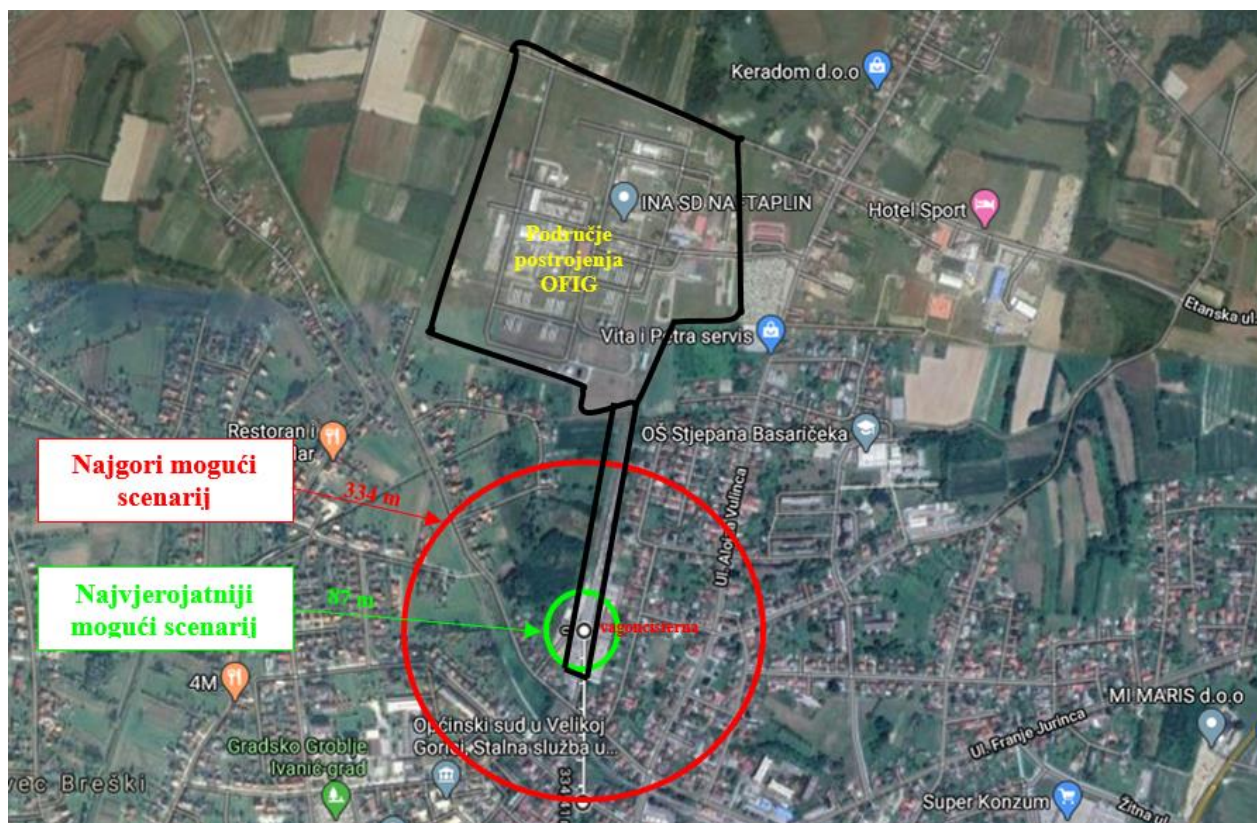 Keradom d.o.o
INA SD NAFTAPLIN
Hotel Sport
Područje
postrojenja
OFIG
Etanska ul.
Vita i Petra servis
Restoran i
lar
OŠ Stjepana Basaričeka
Najgori mogući
scenarij
334 m
Ul. Alojza Vulinca
Najvjerojatniji
mogući scenarij
87 m
vagoncisterna
4M
Općinski sud u Velikoj
Gorici, Stalna služba u...
MI MARIS d.o.o
Ul. Franje Jurinca
Gradsko Groblje
Ivanić-grad
vec Breški
Super Konzum
Žitna ul.